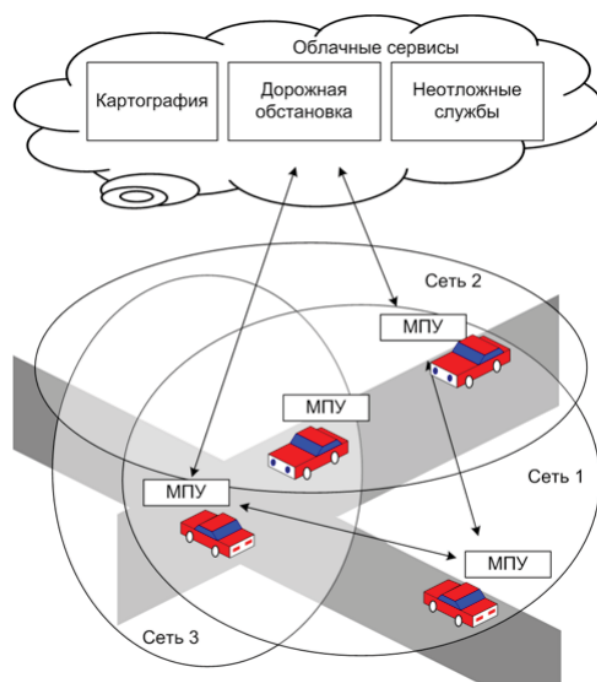 Облачные сервисы
Картография
Дорожная
обстановка
Неотложные
службы
Сеть 2
МПУ
МПУ
МПУ
Сеть 1
МПУ
Сеть 3